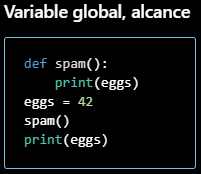 Variable global, alcance
def spam():
    print(eggs)
eggs = 42
spam()
print(eggs)